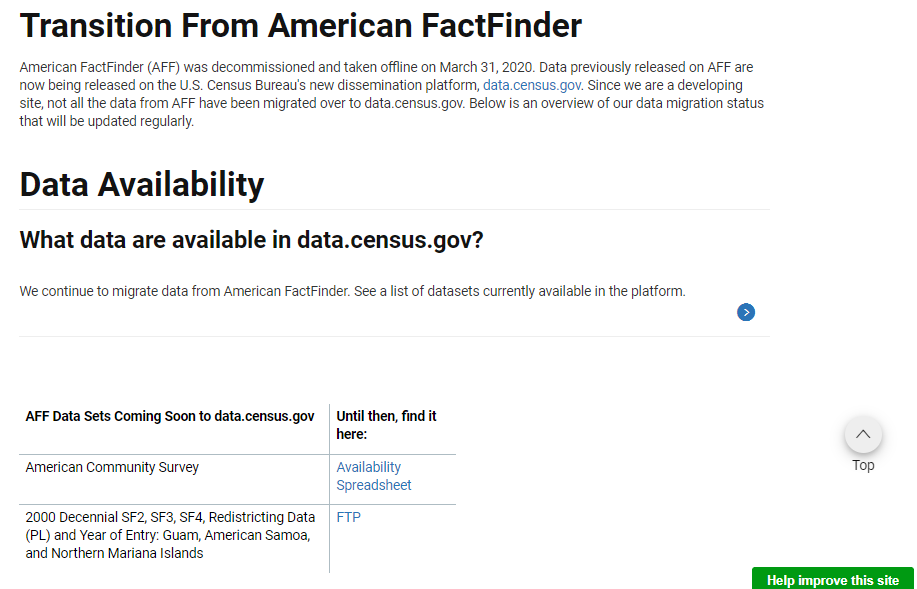 Transition From American FactFinder
American FactFinder (AFF) was decommissioned and taken offline on March 31, 2020. Data previously released on AFF are
now being released on the U.S. Census Bureau's new dissemination platform, data.census.gov. Since we are a developing
site, not all the data from AFF have been migrated over to data.census.gov. Below is an overview of our data migration status
that will be updated regularly.
Data Availability
What data are available in data.census.gov?
We continue to migrate data from American FactFinder. See a list of datasets currently available in the platform.
AFF Data Sets Coming Soon to data.census.gov
Until then, find it
here:
American Community Survey
Availability
Spreadsheet
2000 Decennial SF2, SF3, SF4, Redistricting Data
(PL) and Year of Entry: Guam, American Samoa,
and Northern Mariana Islands
FTP
Top
Help improve this site